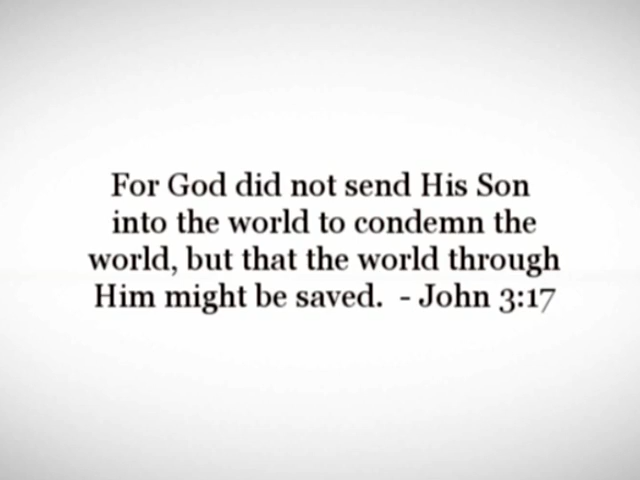 For God did not send His Son
into the world to condemn the
world, but that the world through
Him might be saved.  - John 3:17